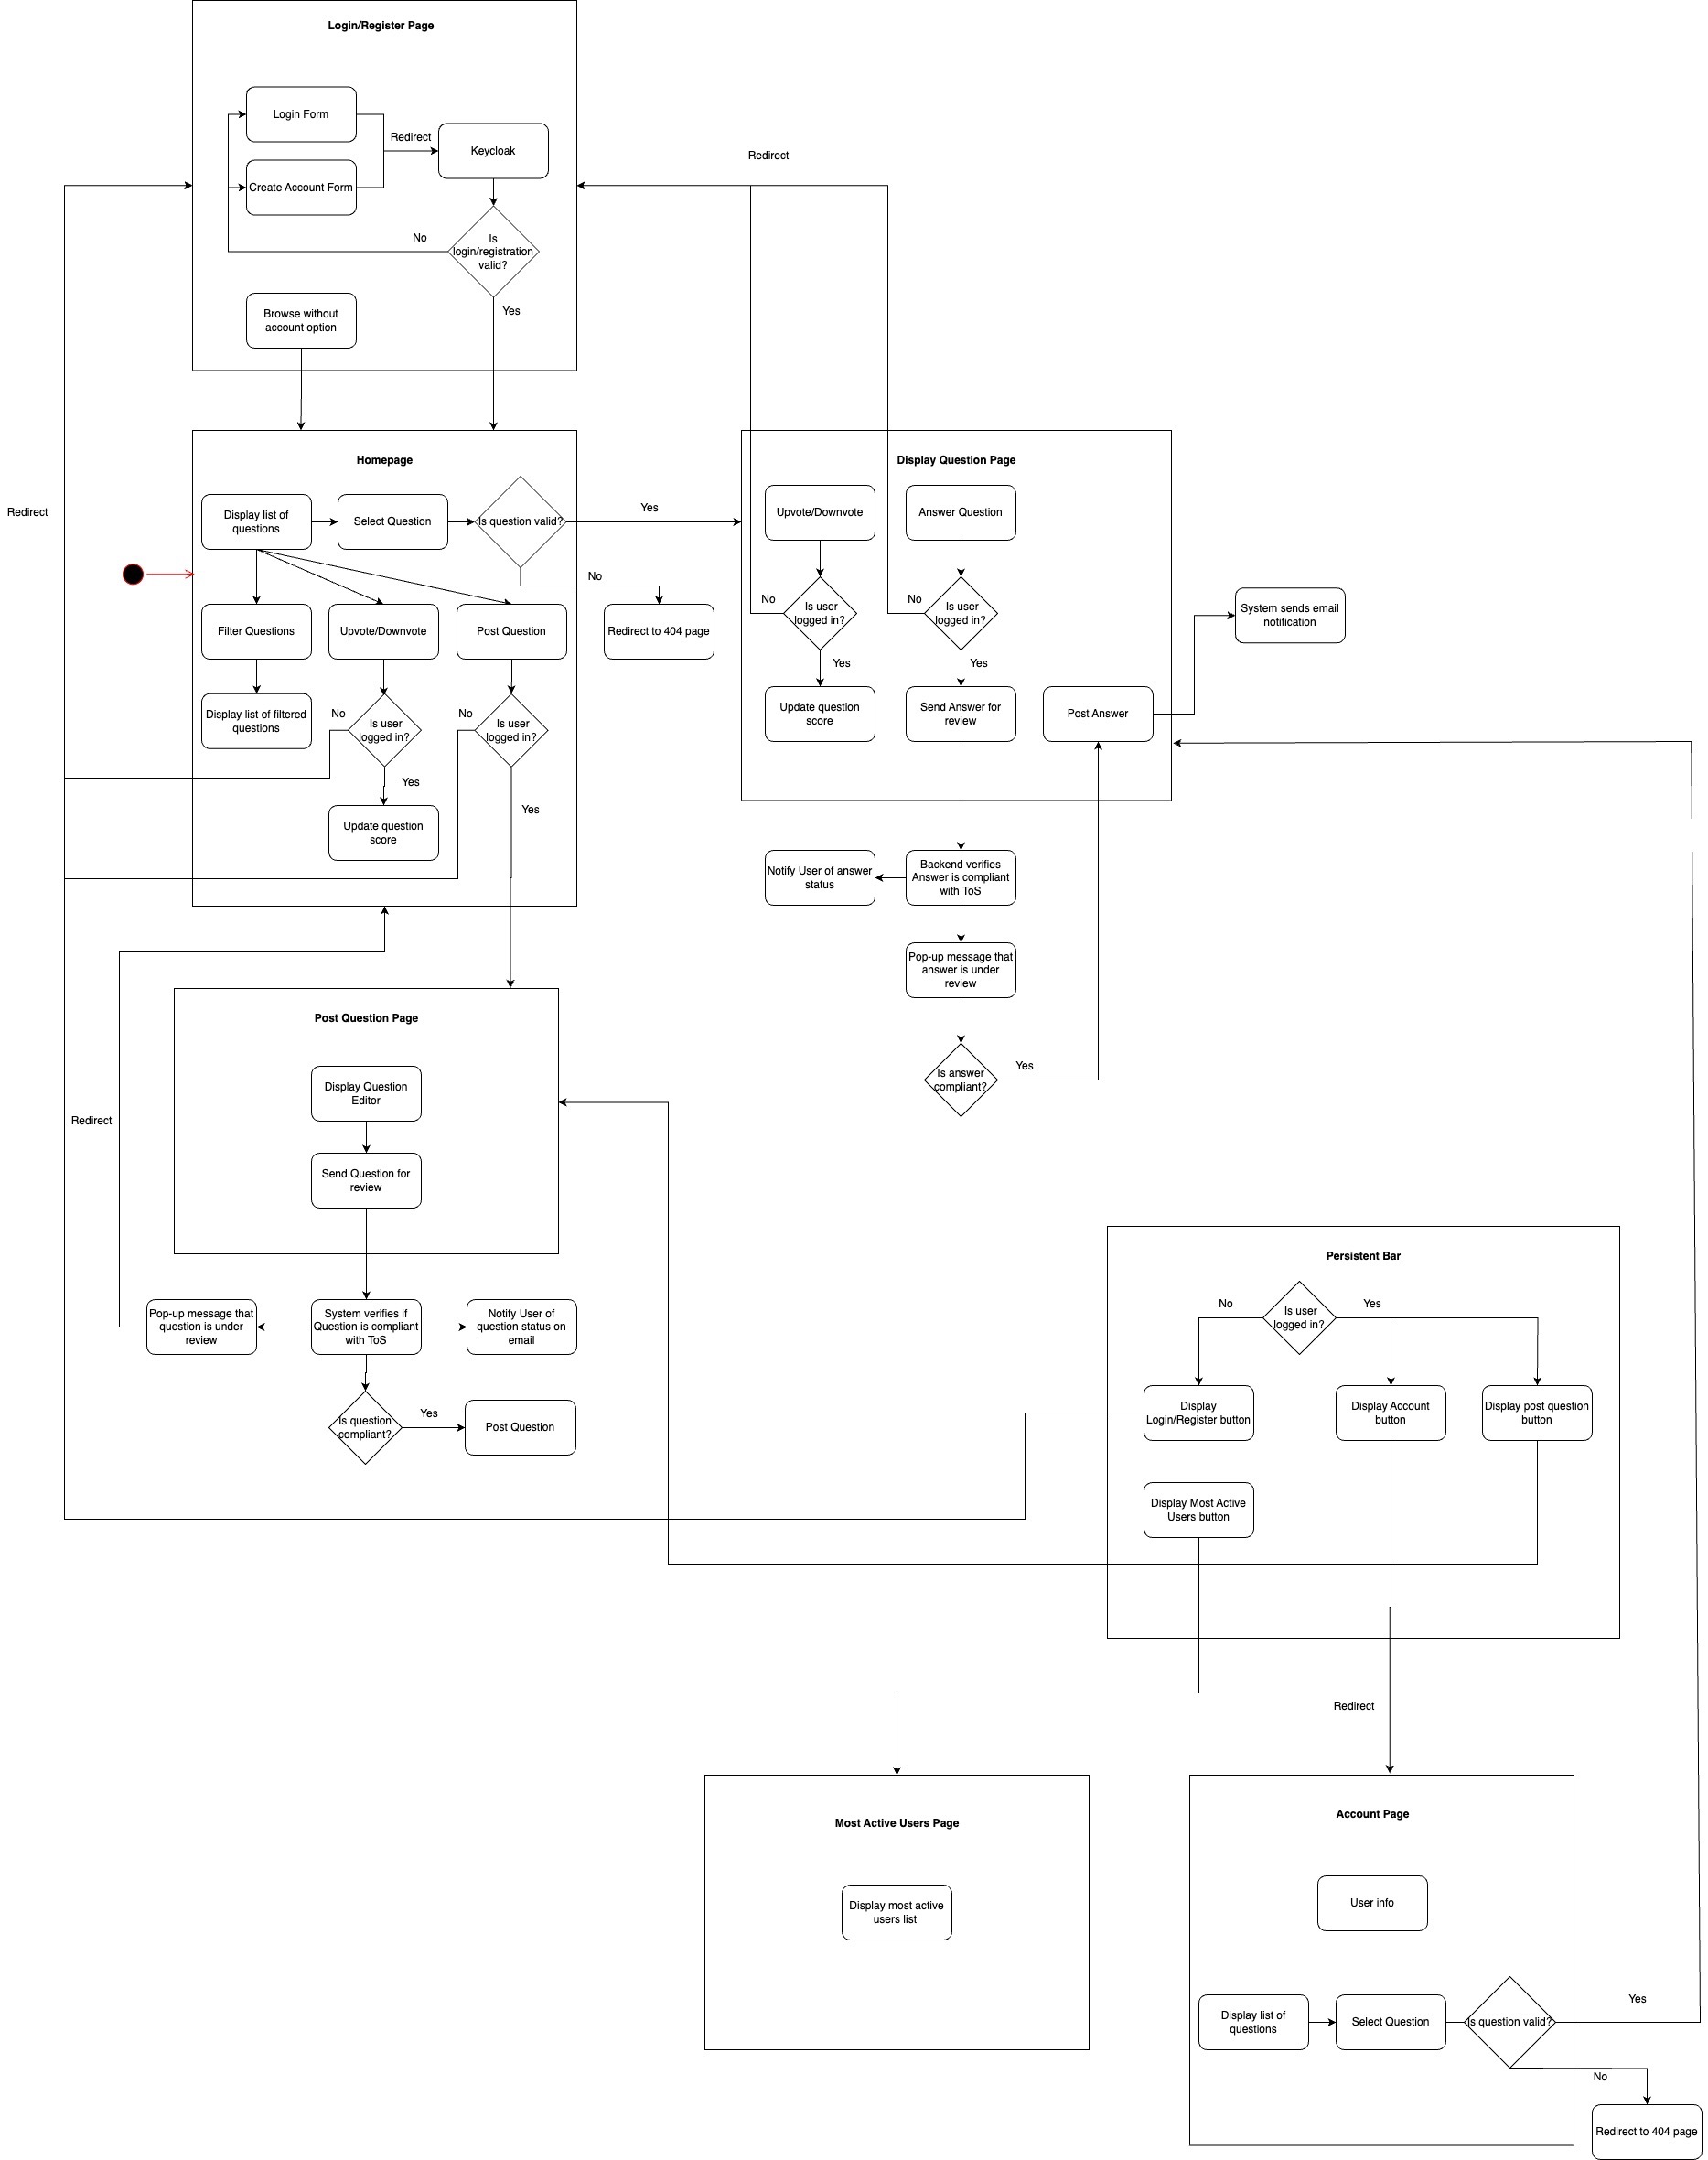 Login/Register Page
Login Form
Redirect
Keycloak
Create Account Form
No
Is
login/registration
valid?
Yes
Browse without
account option
Redirect
Redirect
Homepage
Display list of
questions
Select Question
Is question valid?
Yes
No
Filter Questions
Upvote/Downvote
Post Question
Redirect to 404 page
Display list of filtered
questions
No
Is user
logged in?
Yes
No
Is user
logged in?
Yes
Update question
score
Display Question Page
Upvote/Downvote
Answer Question
No
Is user
logged in?
Yes
No
Is user
logged in?
Yes
Update question
score
Send Answer for
review
Post Answer
System sends email
notification
Notify User of answer
status
Backend verifies
Answer is compliant
with ToS
Pop-up message that
answer is under
review
Is answer
compliant?
Yes
Post Question Page
Display Question
Editor
Redirect
Send Question for
review
Pop-up message that
question is under
review
System verifies if
Question is compliant
with ToS
Notify User of
question status on
email
Is question
compliant?
Yes
Post Question
Persistent Bar
No
Is user
logged in?
Yes
Display
Login/Register button
Display Account
button
Display post question
button
Display Most Active
Users button
Redirect
Most Active Users Page
Display most active
users list
Account Page
User info
Display list of
questions
Select Question
Is question valid?
Yes
No
Redirect to 404 page